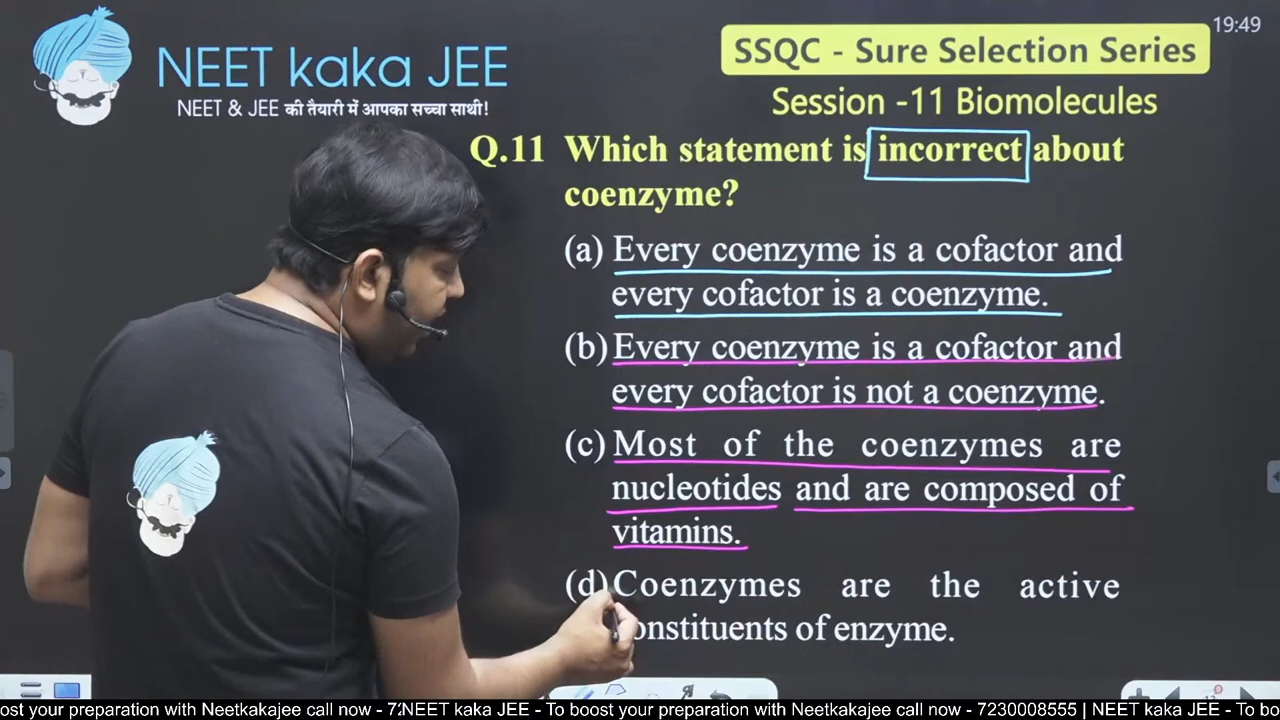 19:49
NEET kaka JEE
NEET & JEE की तैयारी में आपका सच्चा साथी!
SSQC - Sure Selection Series
Session -11 Biomolecules
Q.11 Which statement is incorrect about
coenzyme?
(a) Every coenzyme is a cofactor and
every cofactor is a coenzyme.
(b) Every coenzyme is a cofactor and
every cofactor is not a coenzyme.
(c) Most of the coenzymes are
nucleotides and are composed of
vitamins.
(d) Coenzymes are the active
onstituents of enzyme.
ost your preparation with Neetkakajee call now - 7 NEET kaka JEE - To boost your preparation with Neetkakajee call now - 7230008555 | NEET kaka JEE - To bo